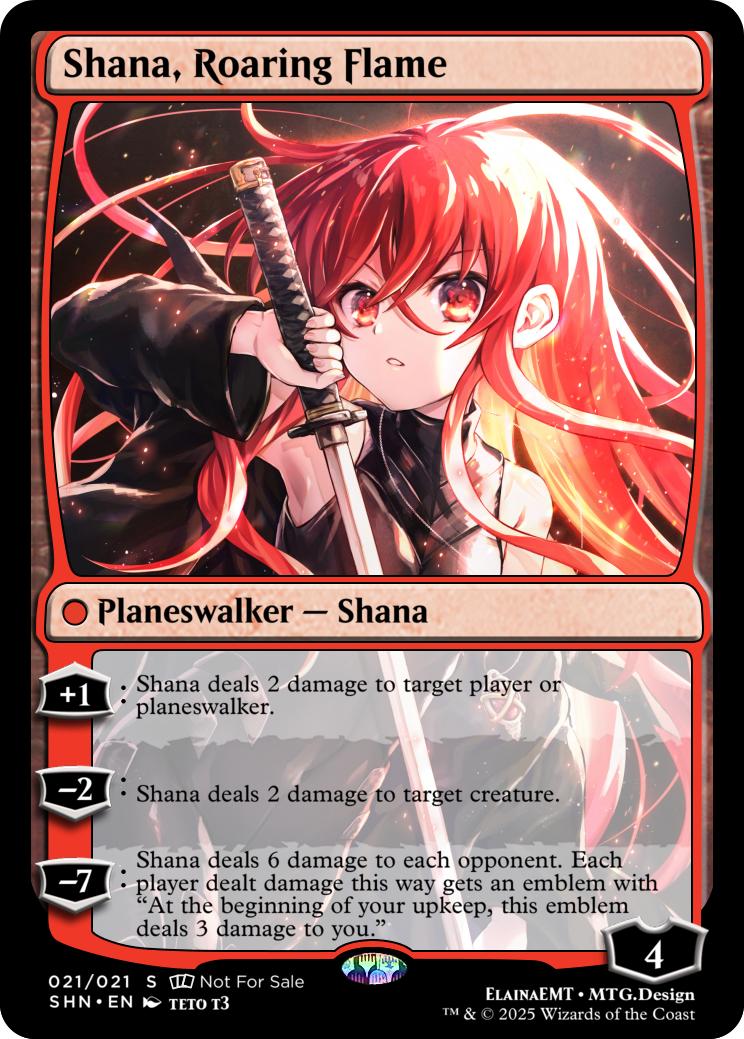 Shana, Roaring Flame
Planeswalker — Shana
+1 : Shana deals 2 damage to target player or
planeswalker.
−2 : Shana deals 2 damage to target creature.
−7 : Shana deals 6 damage to each opponent. Each
player dealt damage this way gets an emblem with
“At the beginning of your upkeep, this emblem
deals 3 damage to you.”
4
021/021 S Not For Sale
SHN • EN TETO T3
ElainaEMT • MTG.Design
™ & © 2025 Wizards of the Coast